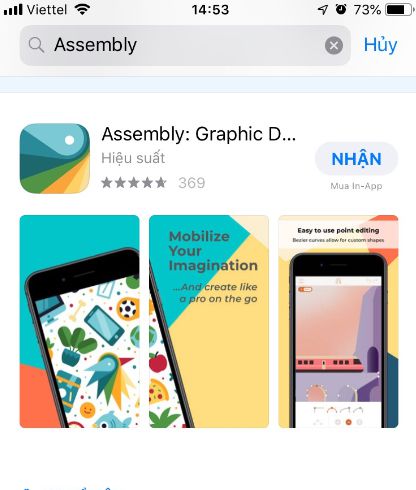 Viettel 14:53 73%
Assembly Hủy
Assembly: Graphic D...
Hiệu suất
NHẬN
369
Mua In-App
Mobilize
Your
Imagination
...And create like
a pro on the go
Easy to use point editing
Bezier curves allow for custom shapes